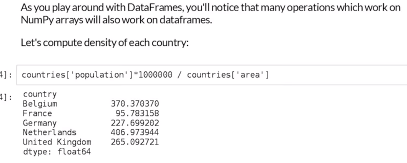 As you play around with DataFrames, you'll notice that many operations which work on
NumPy arrays will also work on dataframes.
Let's compute density of each country:
4]: countries['population']*1000000 / countries['area']
4]: country
Belgium 370.370370
France 95.783158
Germany 227.699202
Netherlands 406.973944
United Kingdom 265.092721
dtype: float64